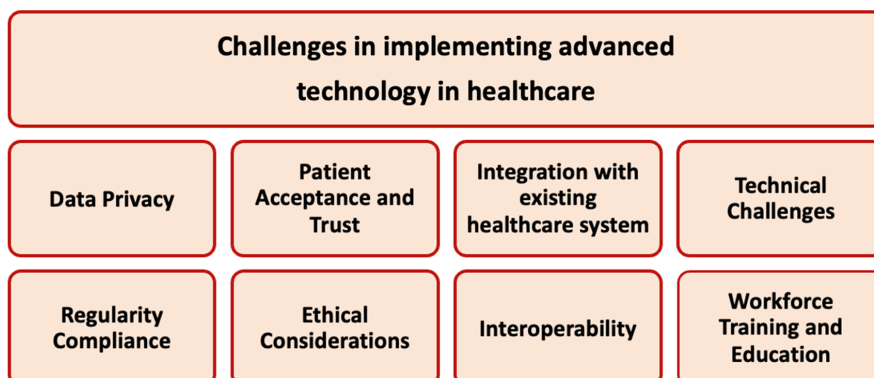 Challenges in implementing advanced
technology in healthcare
Data Privacy
Patient
Acceptance and
Trust
Integration with
existing
healthcare system
Technical
Challenges
Regularity
Compliance
Ethical
Considerations
Interoperability
Workforce
Training and
Education